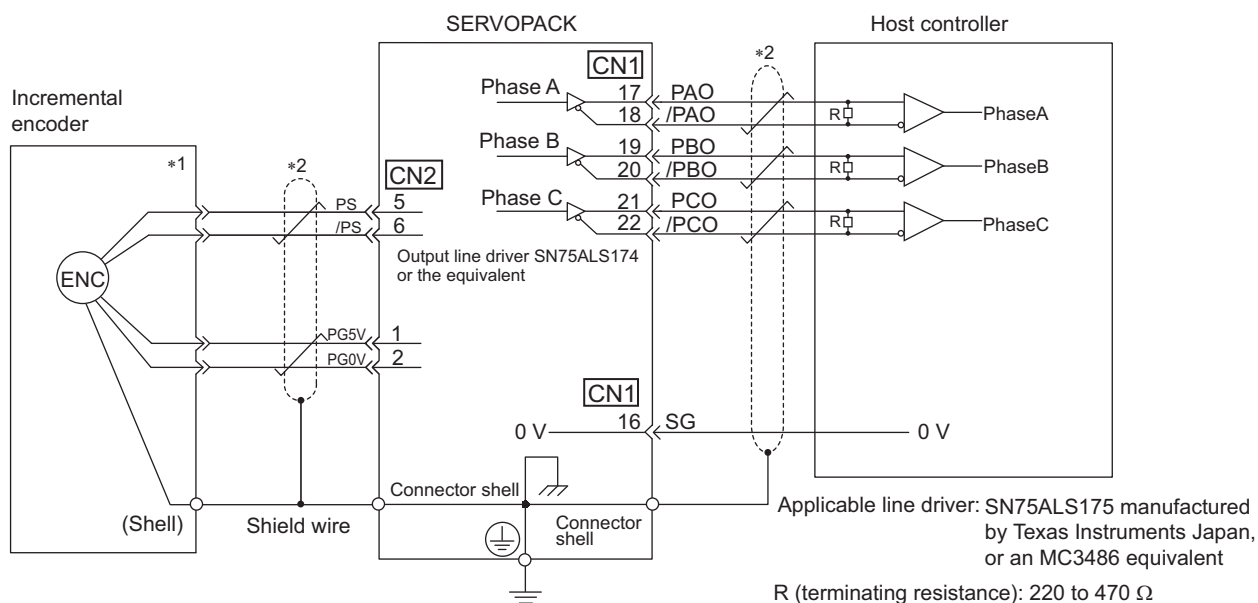 SERVOPACK
Host controller
Incremental
encoder
*1
*2
ENC
PS
/PS
PG5V
PG0V
CN2
5
6
1
2
Output line driver SN75ALS174
or the equivalent
Phase A
Phase B
Phase C
CN1
17
18
19
20
21
22
PAO
/PAO
PBO
/PBO
PCO
/PCO
*2
R
R
R
PhaseA
PhaseB
PhaseC
CN1
0 V
16
SG
0 V
(Shell)
Shield wire
Connector shell
Connector
shell
Applicable line driver: SN75ALS175 manufactured
by Texas Instruments Japan,
or an MC3486 equivalent
R (terminating resistance): 220 to 470 Ω